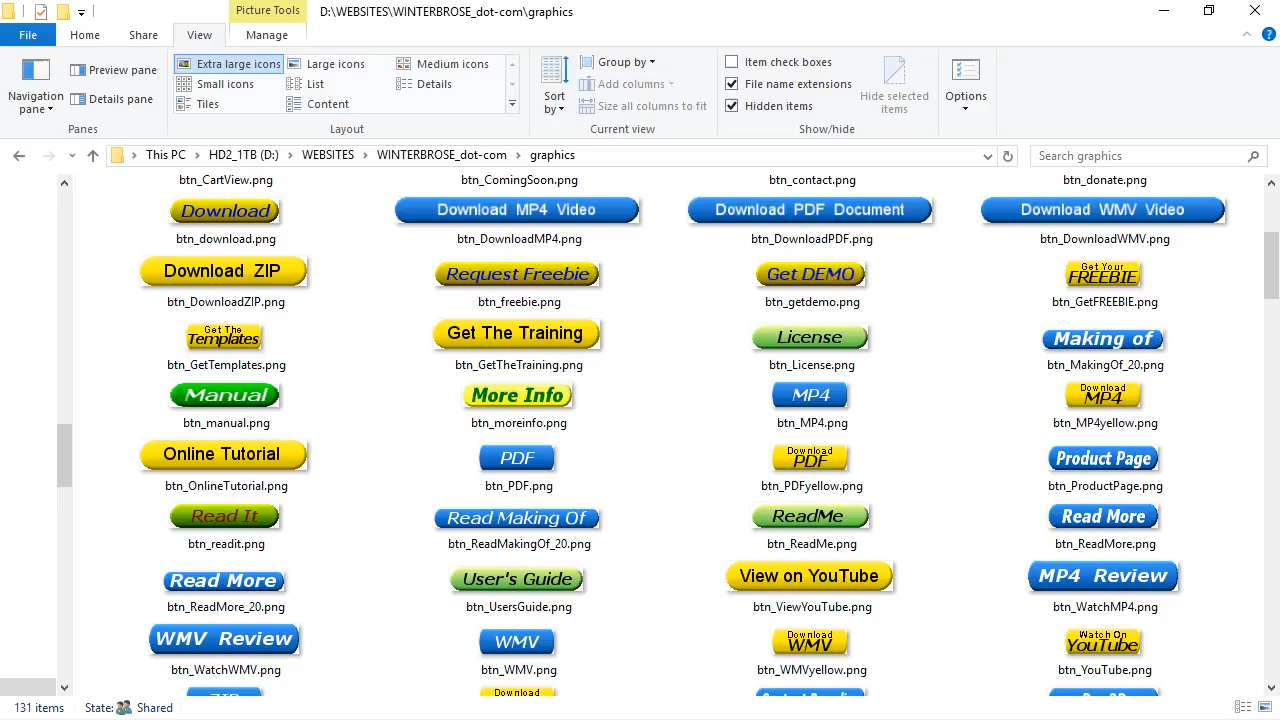 Picture Tools
D:\WEBSITES\WINTERBROSE_dot-com\graphics
File Home Share View Manage
Navigation pane
Preview pane
Details pane
Panes
Extra large icons Large icons Medium icons
Small icons List Details
Tiles Content
Layout
Sort by
Group by
Add columns
Size all columns to fit
Current view
Item check boxes
File name extensions
Hidden items
Hide selected items
Show/hide
Options
This PC HD2_1TB (D:) WEBSITES WINTERBROSE_dot-com graphics
Search graphics
btn_CartView.png btn_ComingSoon.png btn_contact.png btn_donate.png
Download Download MP4 Video Download PDF Document Download WMV Video
btn_download.png btn_DownloadMP4.png btn_DownloadPDF.png btn_DownloadWMV.png
Download ZIP Request Freebie Get DEMO Get Your FREEBIE
btn_DownloadZIP.png btn_freebie.png btn_getdemo.png btn_GetFREEBIE.png
Get The Templates Get The Training License Making of
btn_GetTemplates.png btn_GetTheTraining.png btn_License.png btn_MakingOf_20.png
Manual More Info MP4 Download MP4
btn_manual.png btn_moreinfo.png btn_MP4.png btn_MP4yellow.png
Online Tutorial PDF Download PDF Product Page
btn_OnlineTutorial.png btn_PDF.png btn_PDFyellow.png btn_ProductPage.png
Read It Read Making Of ReadMe Read More
btn_readit.png btn_ReadMakingOf_20.png btn_ReadMe.png btn_ReadMore.png
Read More User's Guide View on YouTube MP4 Review
btn_ReadMore_20.png btn_UsersGuide.png btn_ViewYouTube.png btn_WatchMP4.png
WMV Review WMV Download WMV Watch On YouTube
btn_WatchWMV.png btn_WMV.png btn_WMVyellow.png btn_YouTube.png
ZIP Download
131 items State: Shared